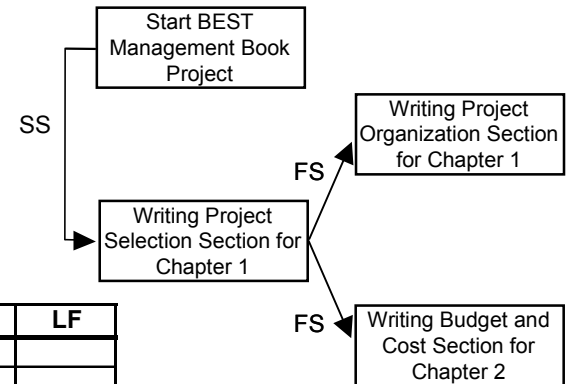 Start BEST
Management Book
Project
SS
Writing Project
Organization Section
for Chapter 1
FS
Writing Project
Selection Section for
Chapter 1
LF
FS
Writing Budget and
Cost Section for
Chapter 2